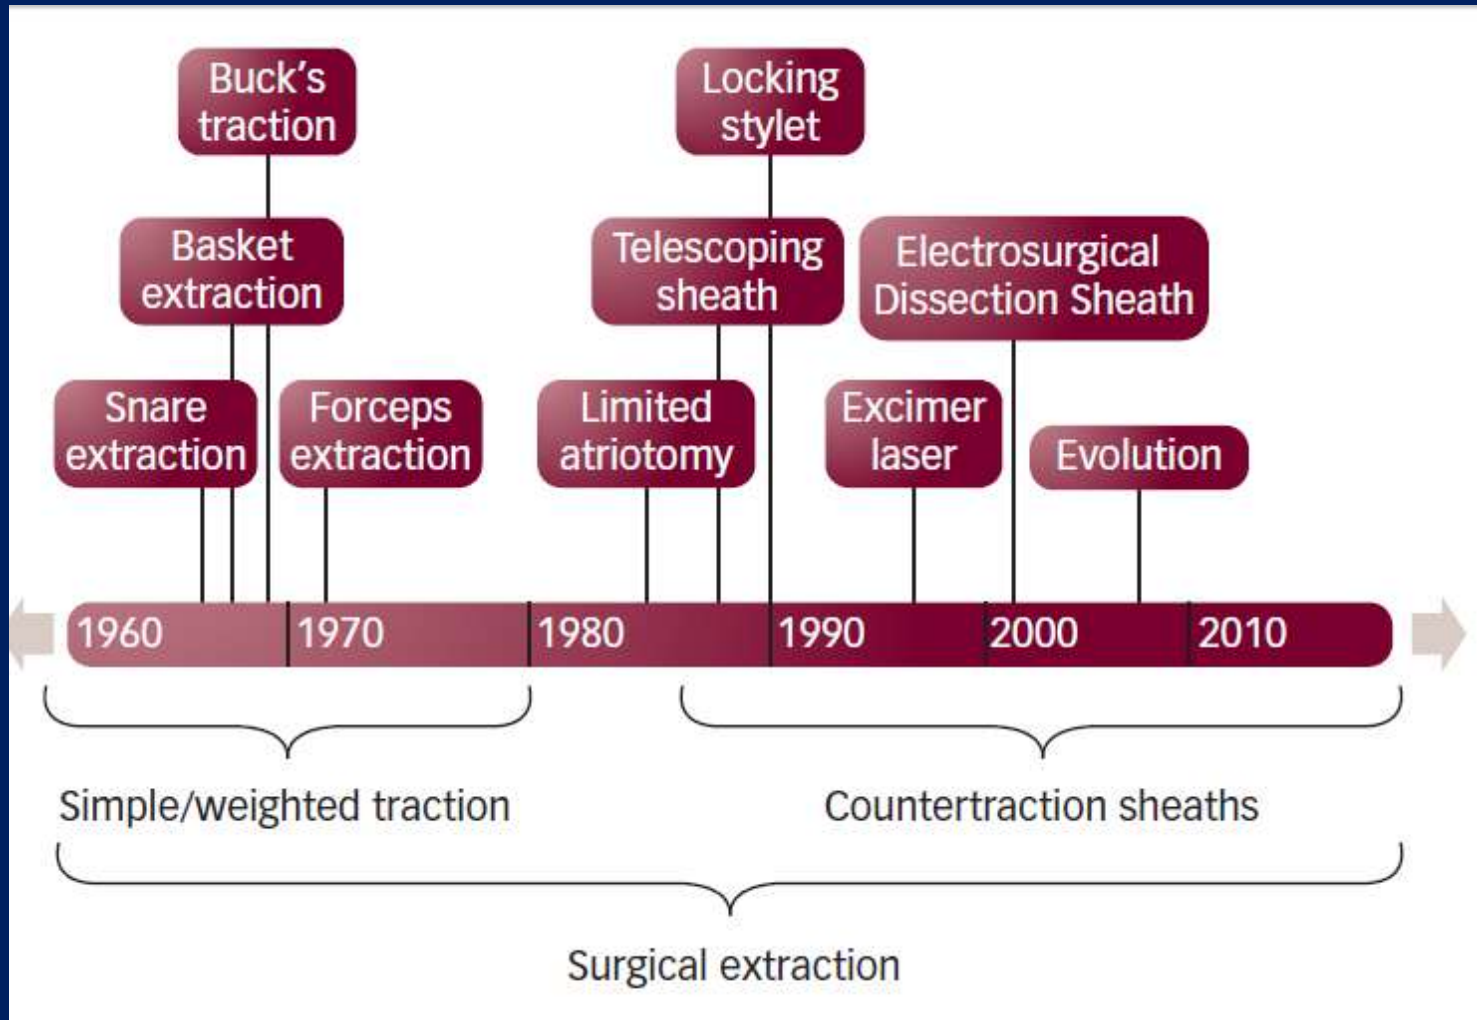 Buck's
traction
Locking
stylet
Basket
extraction
Telescoping
sheath
Electrosurgical
Dissection Sheath
Snare
extraction
Forceps
extraction
Limited
atriotomy
Excimer
laser
Evolution
1960 1970 1980 1990 2000 2010
Simple/weighted traction
Countertraction sheaths
Surgical extraction